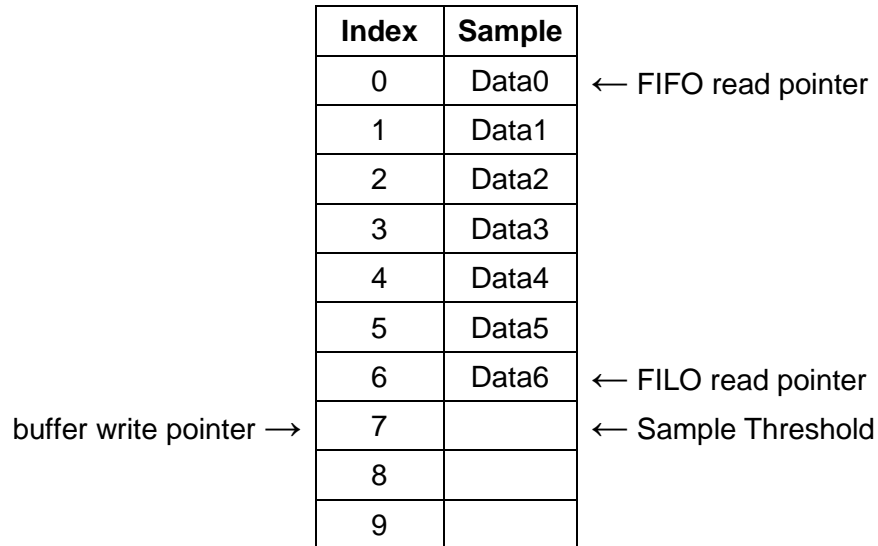 Index Sample
0 Data0 ← FIFO read pointer
1 Data1
2 Data2
3 Data3
4 Data4
5 Data5
6 Data6 ← FILO read pointer
buffer write pointer → 7 ← Sample Threshold
8
9